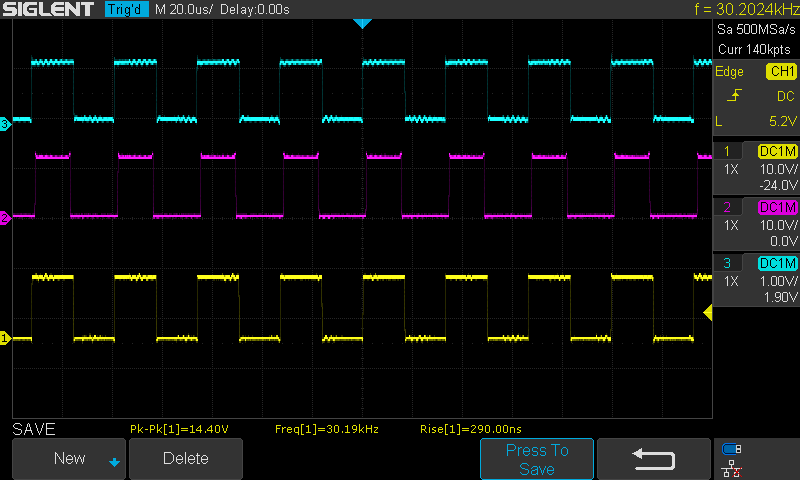 SIGLENT Trig'd M 20.0us/ Delay:0.00s f = 30.2024kHz
Sa 500MSa/s
Curr 140kpts
Edge CH1
DC
L 5.2V
1 DC1M
1X 10.0V/
-24.0V
2 DC1M
1X 10.0V/
0.0V
3 DC1M
1X 1.00V/
1.90V
3
2
1
SAVE Pk-Pk[1]=14.40V Freq[1]=30.19kHz Rise[1]=290.00ns
New Delete Press To
Save